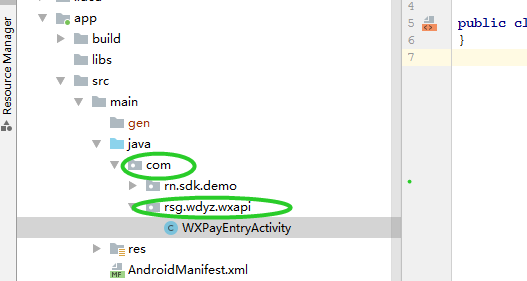 Resource Manager
app
build
libs
src
main
gen
java
com
rn.sdk.demo
rsg.wdyz.wxapi
C WXPayEntryActivity
res
MF AndroidManifest.xml
4
5 public cl
6 }
7